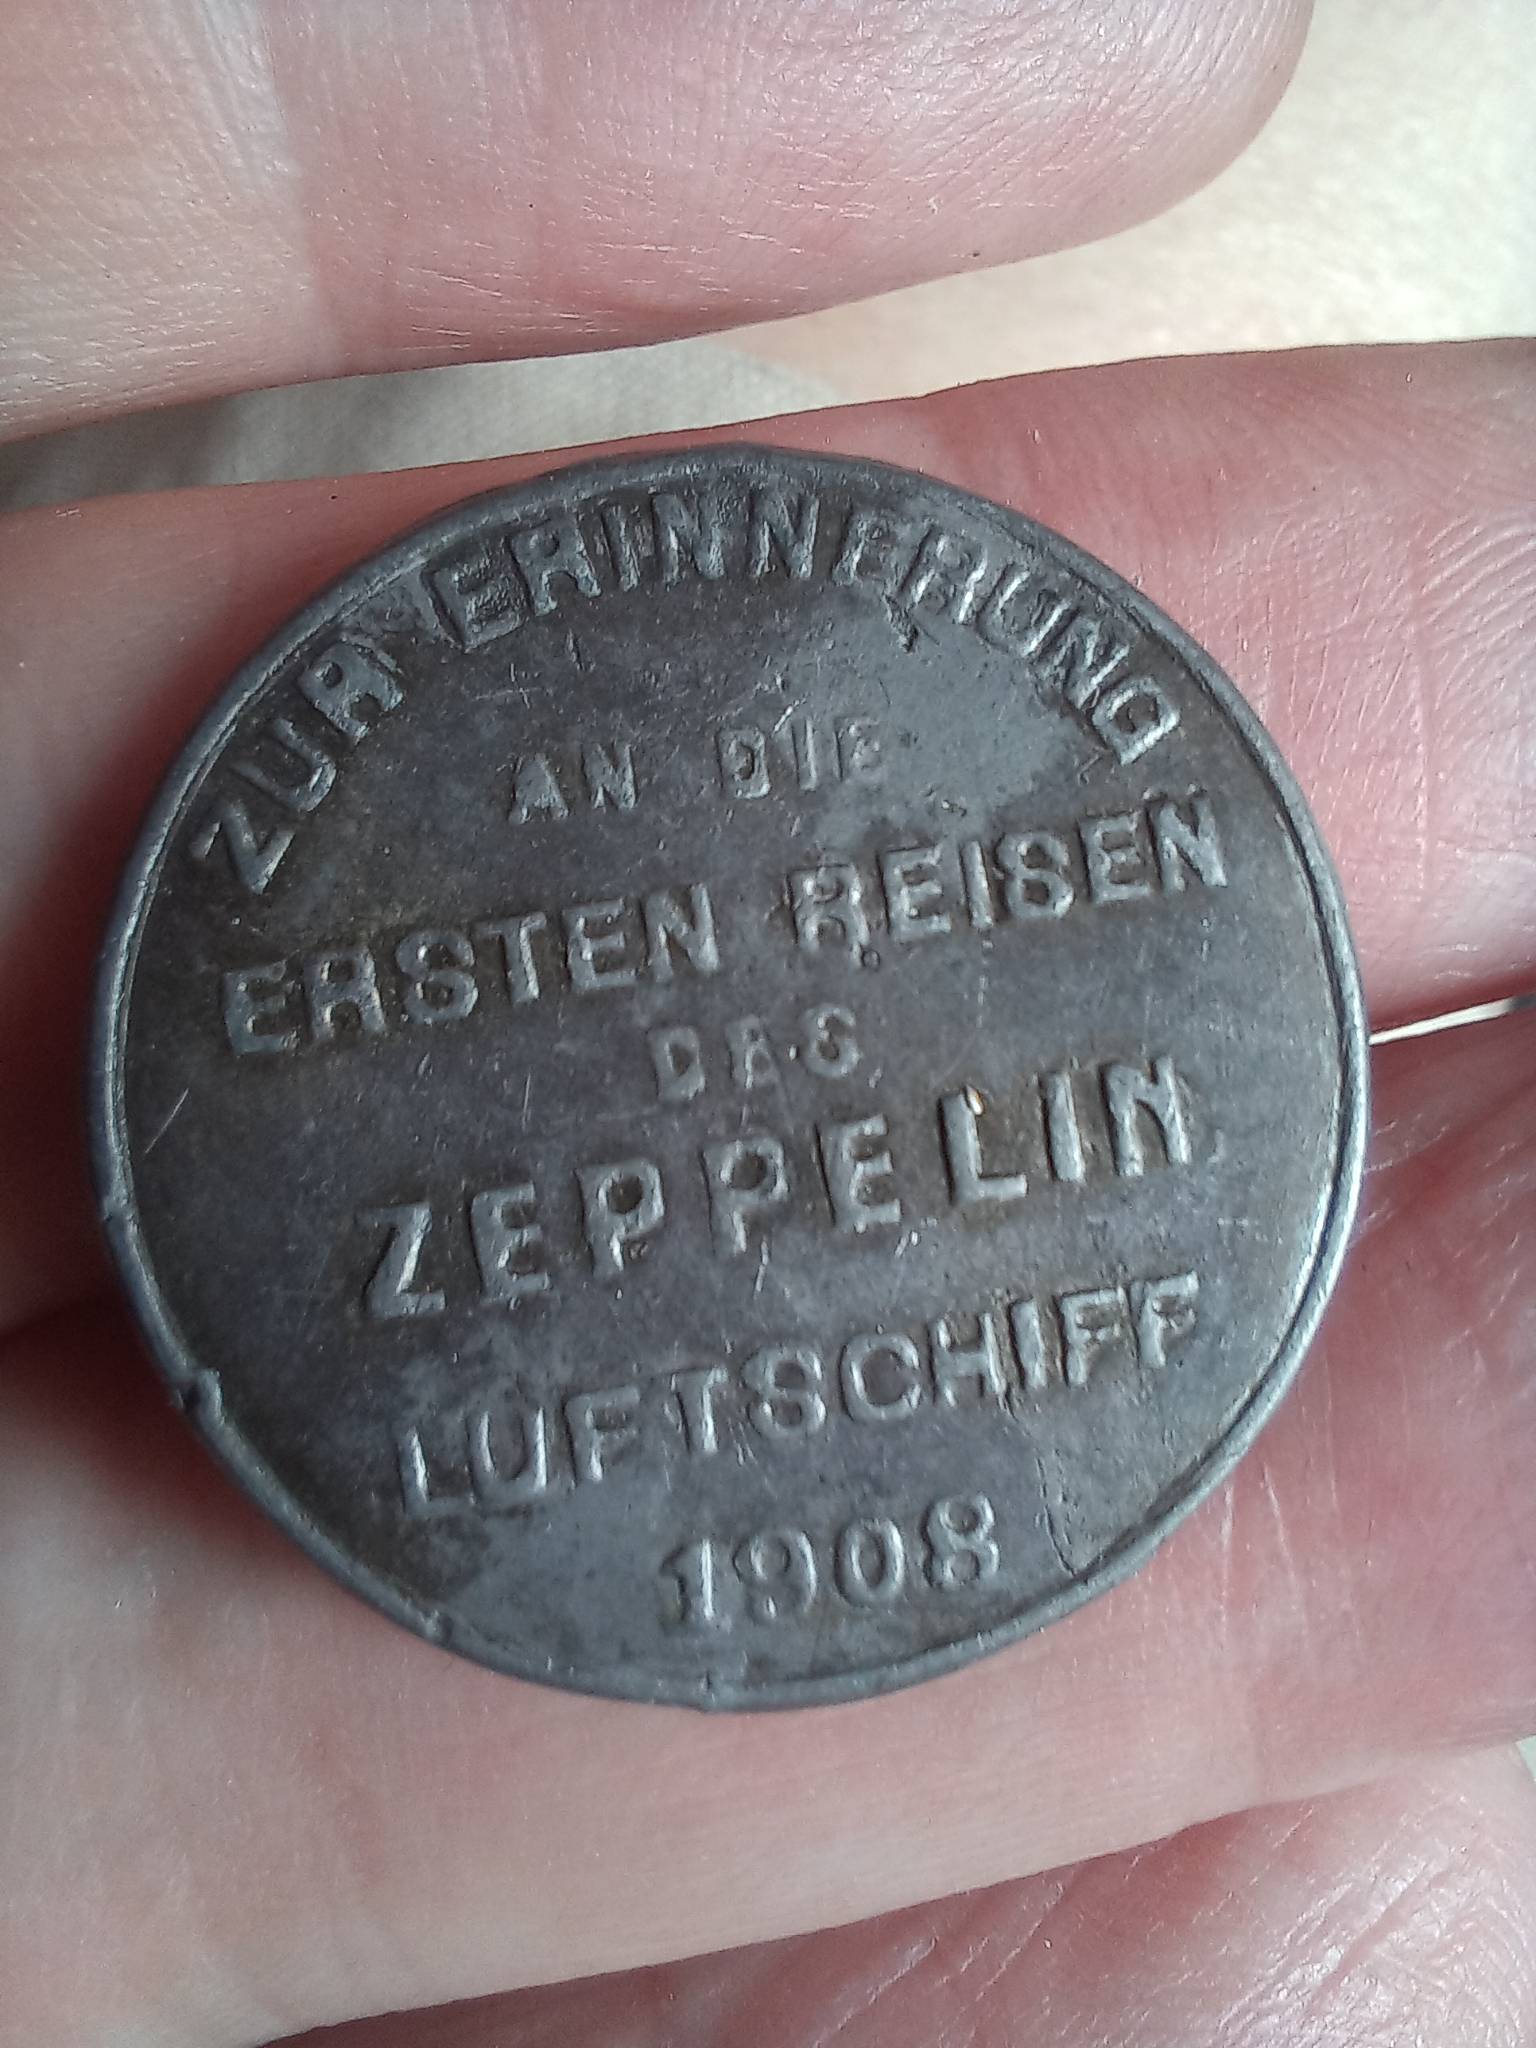 ZUR ERINNERUNG
AN DIE
ERSTEN REISEN
DAS
ZEPPELIN
LUFTSCHIFF
1908